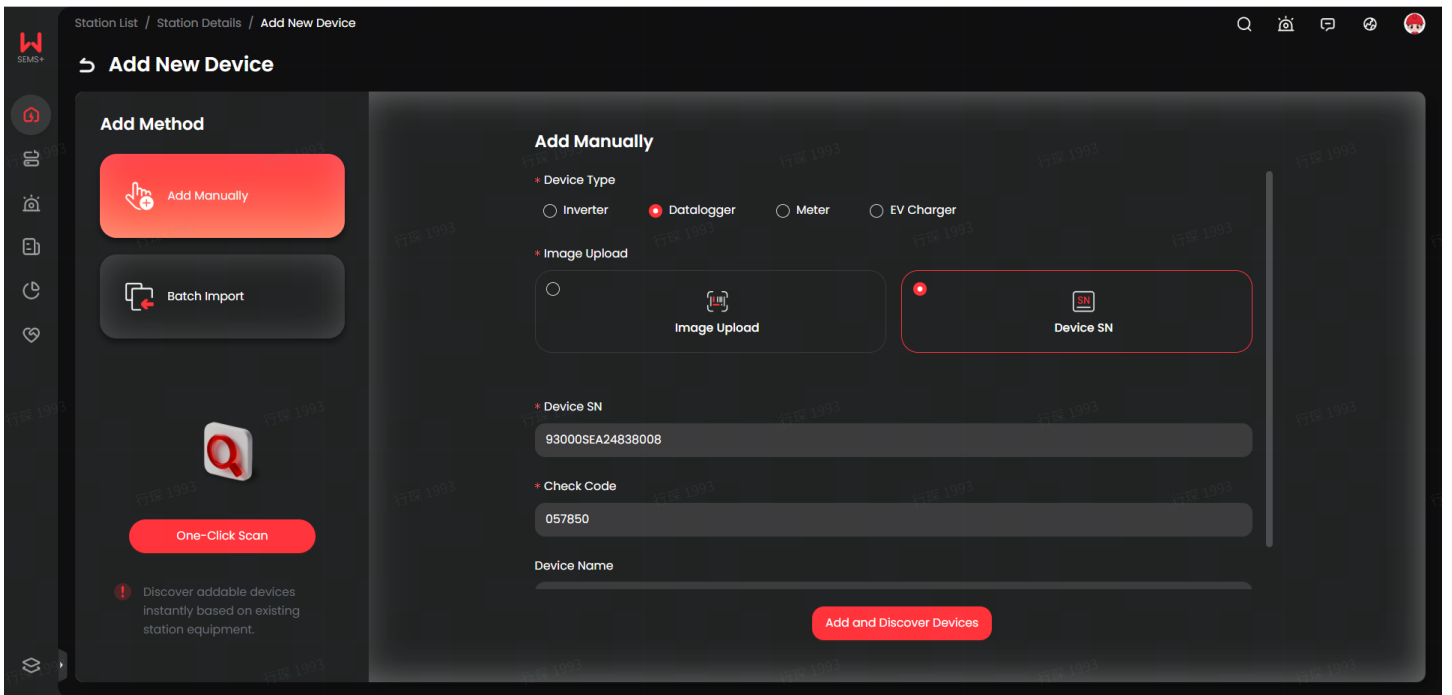 Station List / Station Details / Add New Device
SEMS+
Add New Device
Add Method
Add Manually
Batch Import
One-Click Scan
Discover addable devices
instantly based on existing
station equipment.
Add Manually
* Device Type
Inverter Datalogger Meter EV Charger
* Image Upload
Image Upload
SN
Device SN
* Device SN
93000SEA24838008
* Check Code
057850
Device Name
Add and Discover Devices
行琛 1993